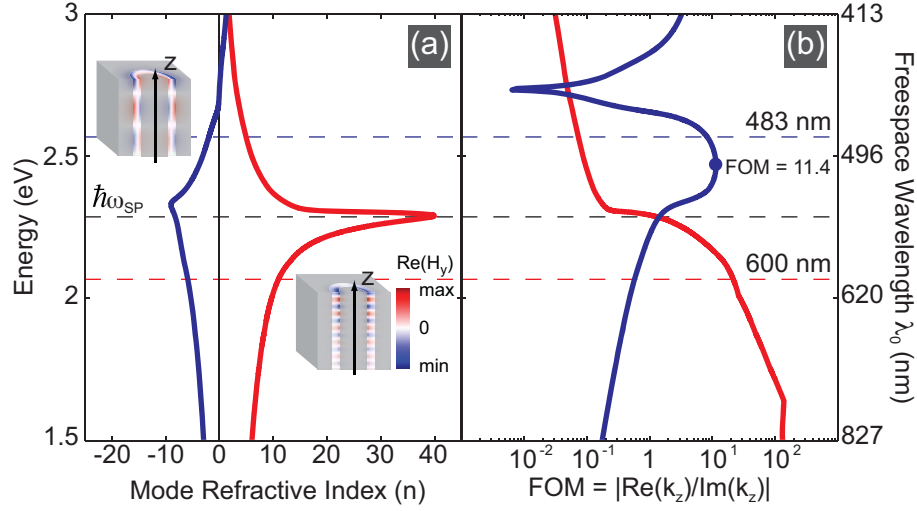 (a)
(b)
3
2.5
2
1.5
Energy (eV)
ħω_SP
z
z
Re(H_y)
max
0
min
-20
-10
0
10
20
30
40
Mode Refractive Index (n)
483 nm
FOM = 11.4
600 nm
10^-2
10^-1
1
10^1
10^2
FOM = |Re(k_z)/Im(k_z)|
413
496
620
827
Freespace Wavelength λ_0 (nm)